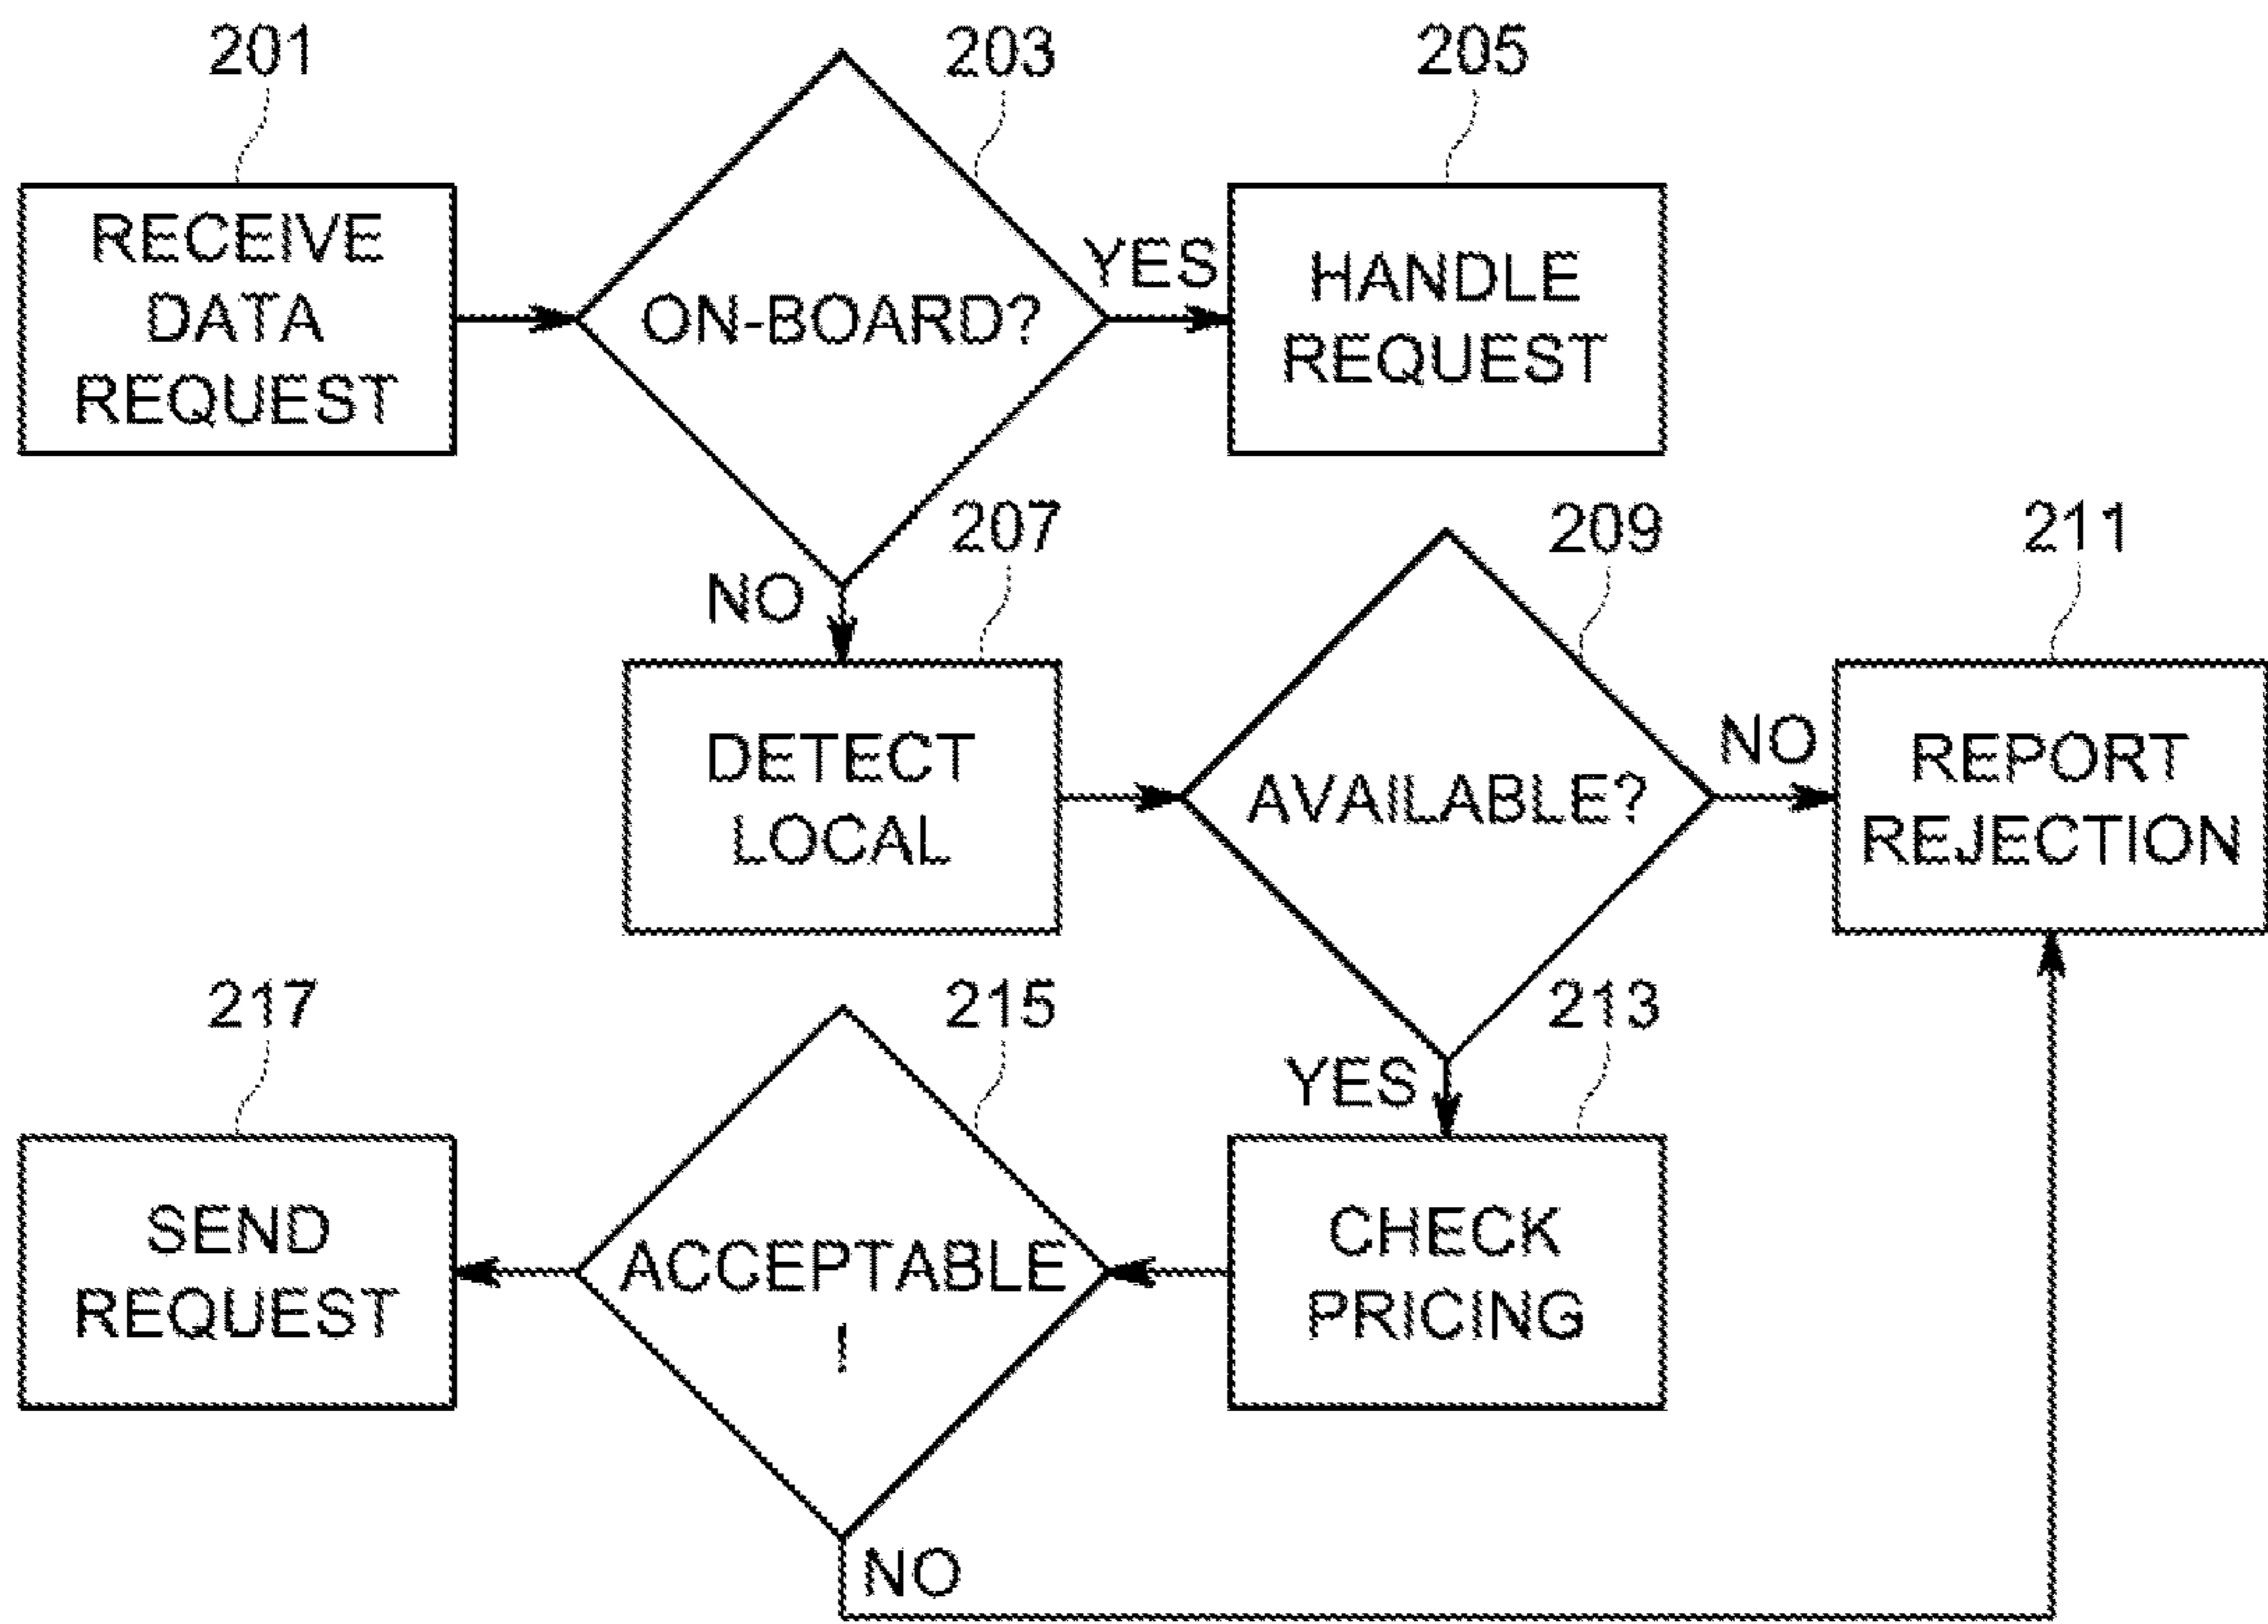 201
203
205
RECEIVE
DATA
REQUEST
ON-BOARD?
YES
HANDLE
REQUEST
NO
207
209
211
DETECT
LOCAL
AVAILABLE?
NO
REPORT
REJECTION
217
215
213
YES
SEND
REQUEST
ACCEPTABLE
!
CHECK
PRICING
NO